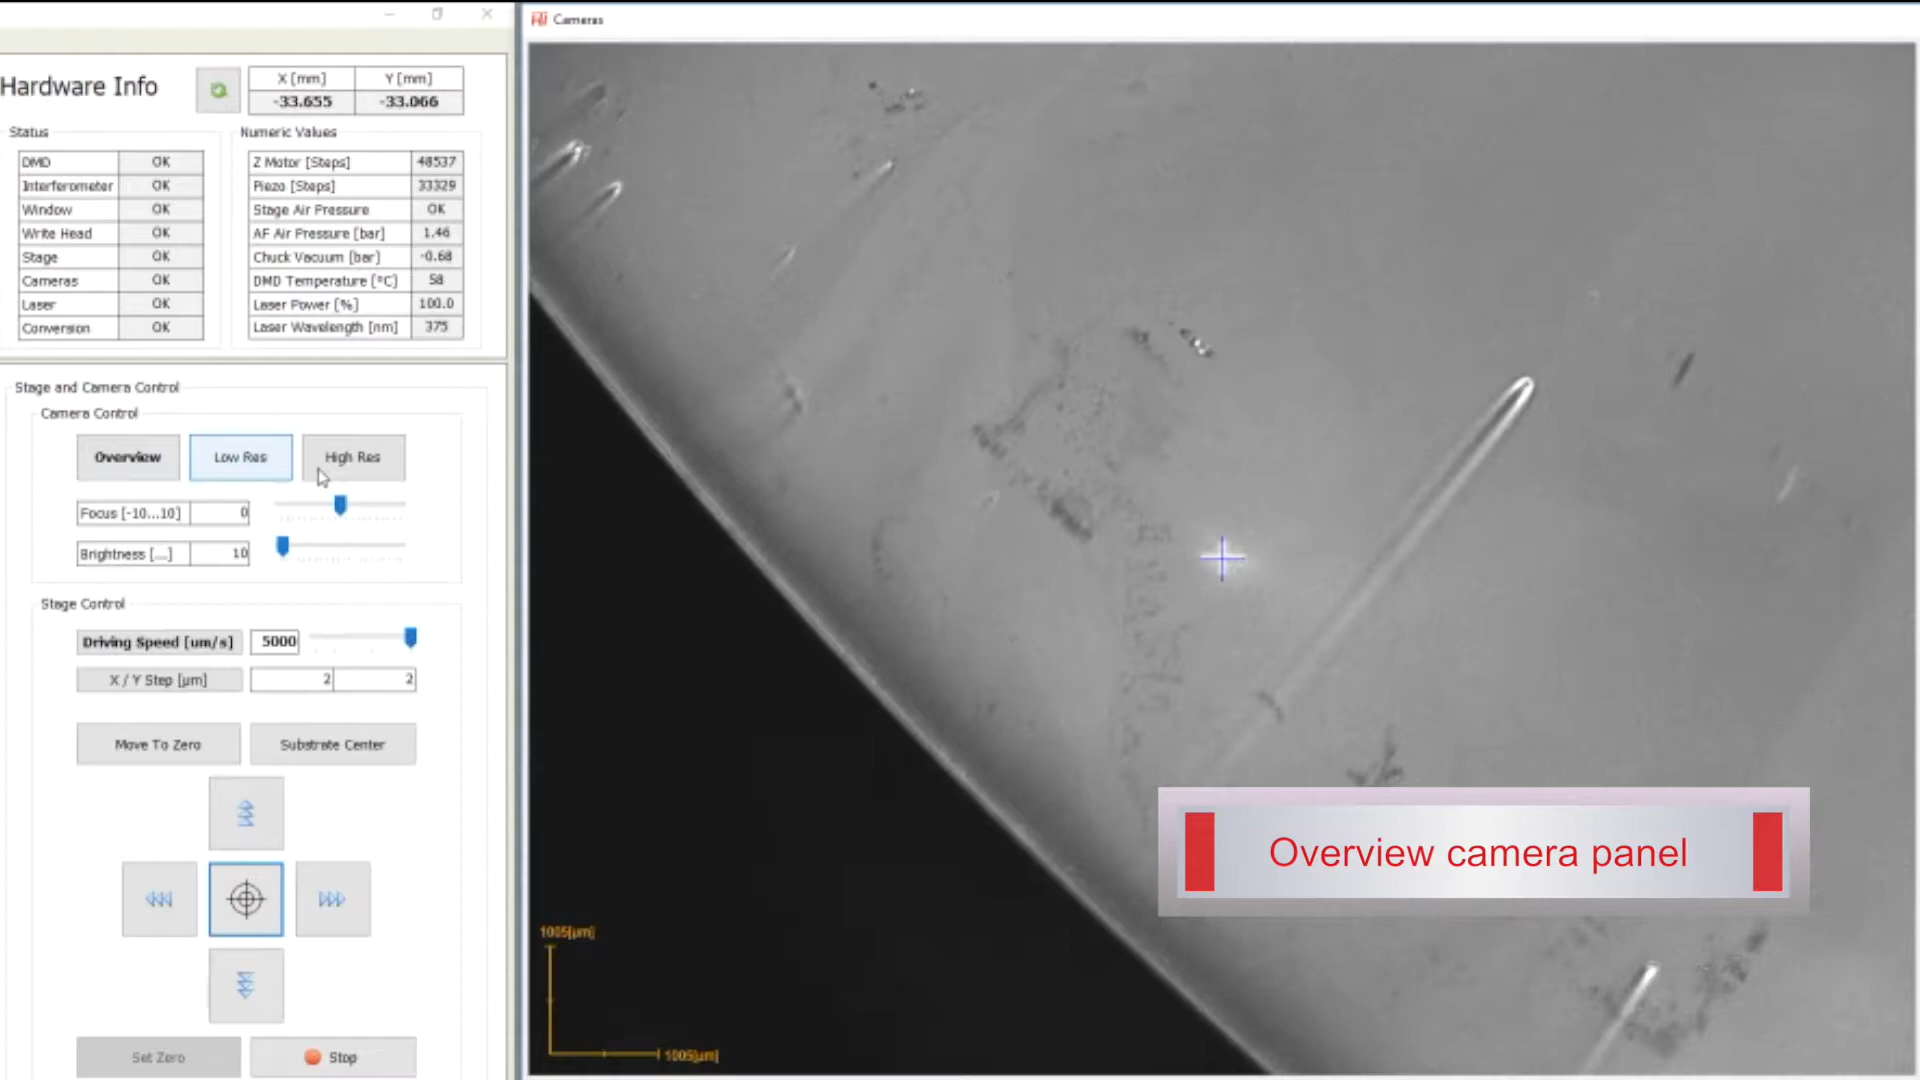 Cameras
Hardware Info
X [mm] Y [mm]
-33.655 -33.066
Status
DMD OK
Interferometer OK
Window OK
Write Head OK
Stage OK
Cameras OK
Laser OK
Conversion OK
Numeric Values
Z Motor [Steps] 48537
Piezo [Steps] 33329
Stage Air Pressure OK
AF Air Pressure [bar] 1.46
Chuck Vacuum [bar] -0.68
DMD Temperature [°C] 58
Laser Power [%] 100.0
Laser Wavelength [nm] 375
Stage and Camera Control
Camera Control
Overview Low Res High Res
Focus [-10...10] 0
Brightness [...] 10
Stage Control
Driving Speed [um/s] 5000
X / Y Step [µm] 2 2
Move To Zero Substrate Center
Set Zero Stop
Overview camera panel
1005[µm]
1005[µm]